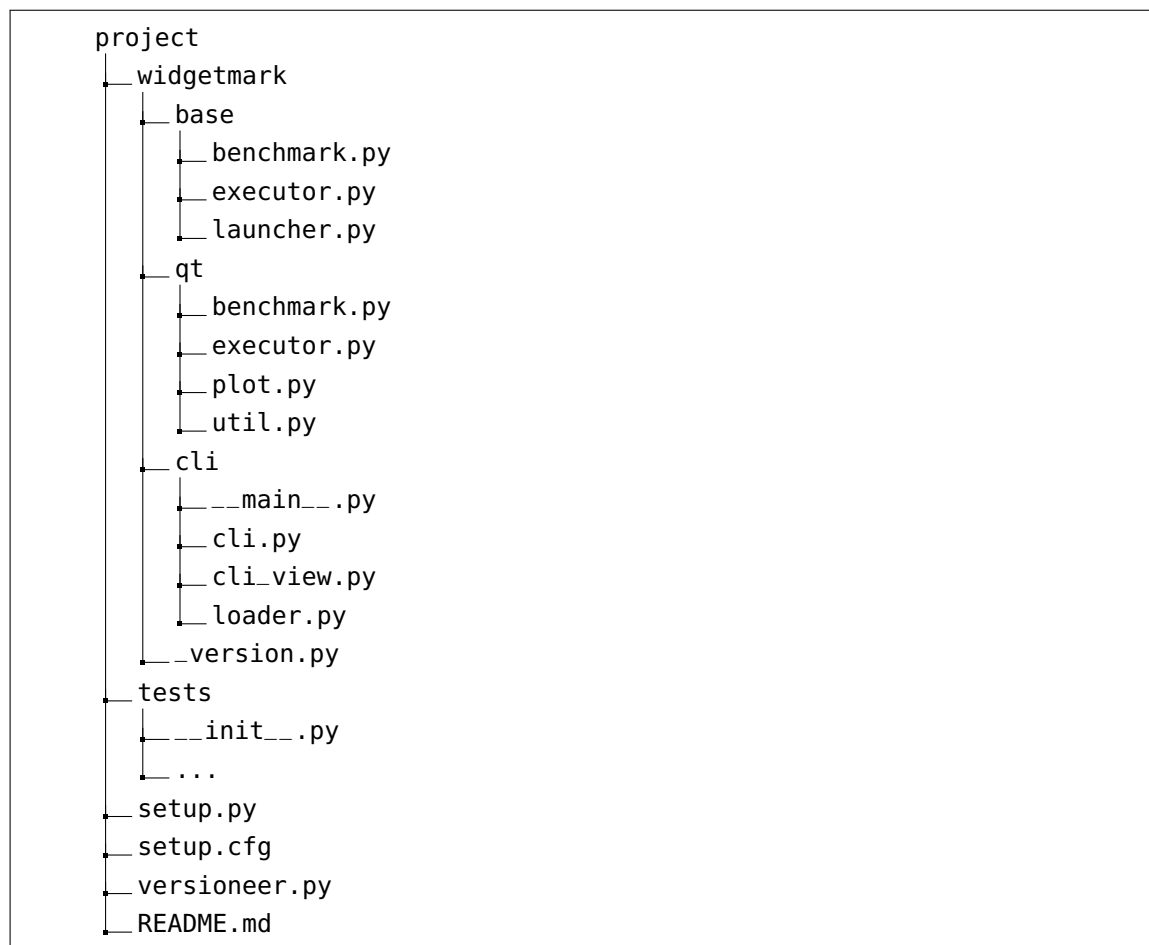 project
widgetmark
base
benchmark.py
executor.py
launcher.py
qt
benchmark.py
executor.py
plot.py
util.py
cli
__main__.py
cli.py
cli_view.py
loader.py
_version.py
tests
__init__.py
...
setup.py
setup.cfg
versioneer.py
README.md